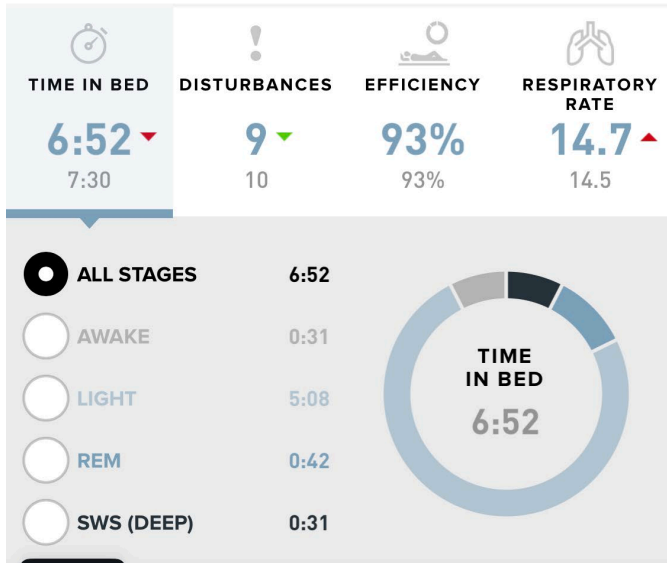 TIME IN BED
6:52
7:30
DISTURBANCES
9
10
EFFICIENCY
93%
93%
RESPIRATORY
RATE
14.7
14.5
ALL STAGES 6:52
AWAKE 0:31
LIGHT 5:08
REM 0:42
SWS (DEEP) 0:31
TIME
IN BED
6:52